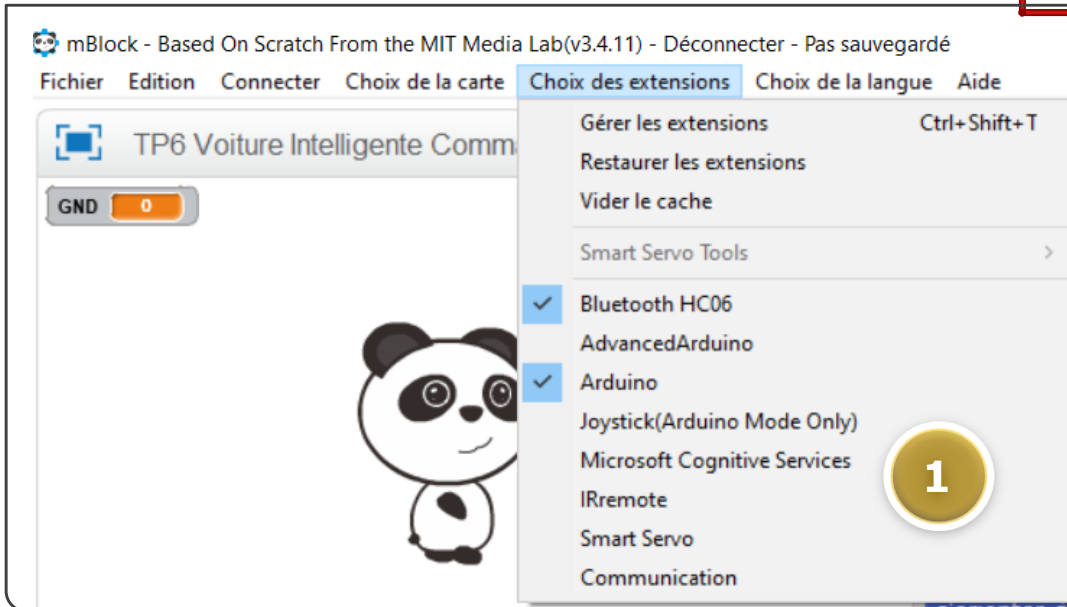 mBlock - Based On Scratch From the MIT Media Lab(v3.4.11) - Déconnecter - Pas sauvegardé
Fichier Edition Connecter Choix de la carte Choix des extensions Choix de la langue Aide
TP6 Voiture Intelligente
GND 0
Gérer les extensions Ctrl+Shift+T
Restaurer les extensions
Vider le cache
Smart Servo Tools
Bluetooth HC06
AdvancedArduino
Arduino
Joystick(Arduino Mode Only)
Microsoft Cognitive Services
IRremote
Smart Servo
Communication
1